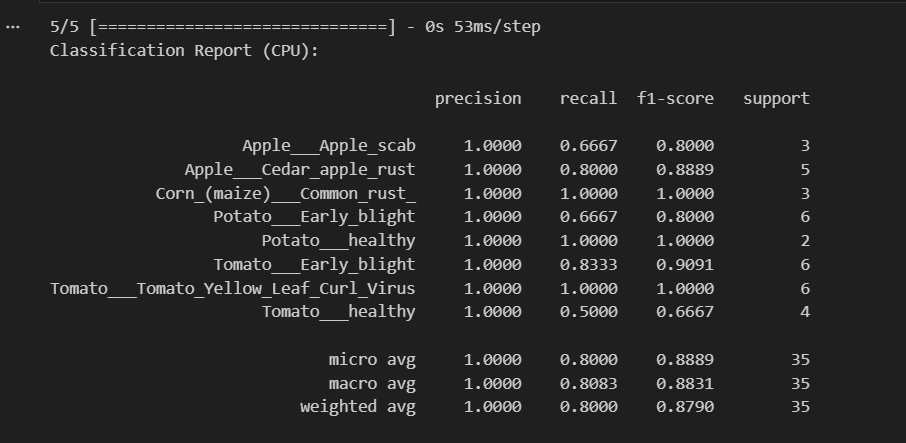 5/5 [==============================] - 0s 53ms/step
Classification Report (CPU):
precision recall f1-score support
Apple___Apple_scab 1.0000 0.6667 0.8000 3
Apple___Cedar_apple_rust 1.0000 0.8000 0.8889 5
Corn_(maize)___Common_rust_ 1.0000 1.0000 1.0000 3
Potato___Early_blight 1.0000 0.6667 0.8000 6
Potato___healthy 1.0000 1.0000 1.0000 2
Tomato___Early_blight 1.0000 0.8333 0.9091 6
Tomato___Tomato_Yellow_Leaf_Curl_Virus 1.0000 1.0000 1.0000 6
Tomato___healthy 1.0000 0.5000 0.6667 4
micro avg 1.0000 0.8000 0.8889 35
macro avg 1.0000 0.8083 0.8831 35
weighted avg 1.0000 0.8000 0.8790 35